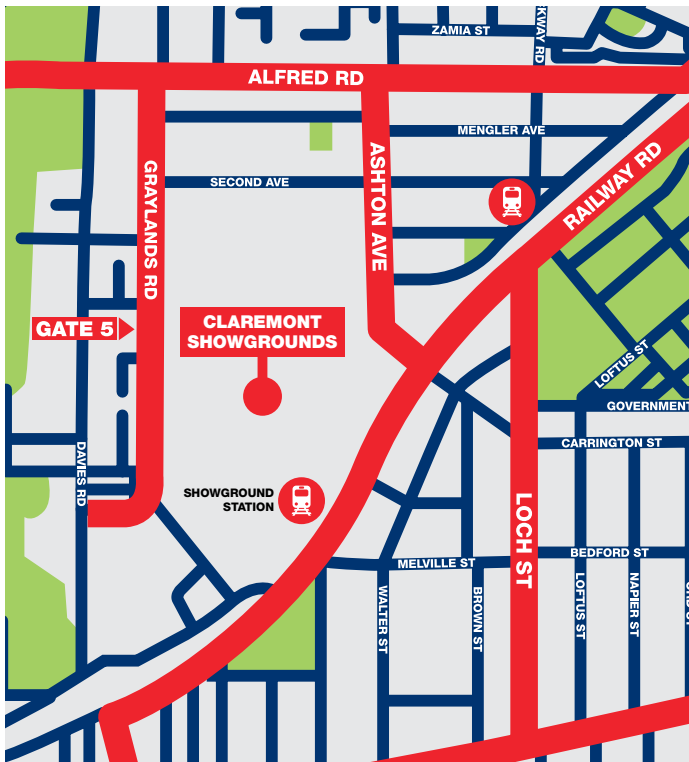 ZAMIA ST
KWAY RD
ALFRED RD
MENGLER AVE
SECOND AVE
GRAYLANDS RD
ASHTON AVE
RAILWAY RD
GATE 5
CLAREMONT
SHOWGROUNDS
LOFTUS ST
GOVERNMENT
CARRINGTON ST
DAVIES RD
SHOWGROUND
STATION
LOCH ST
MELVILLE ST
BEDFORD ST
WALTER ST
BROWN ST
LOFTUS ST
NAPIER ST